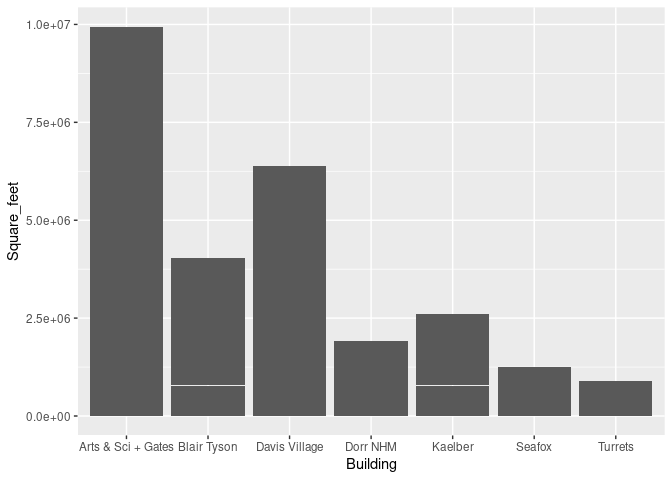 1.0e+07
7.5e+06
5.0e+06
2.5e+06
0.0e+00
Square_feet
Arts & Sci + Gates Blair Tyson Davis Village Dorr NHM Kaelber Seafox Turrets
Building